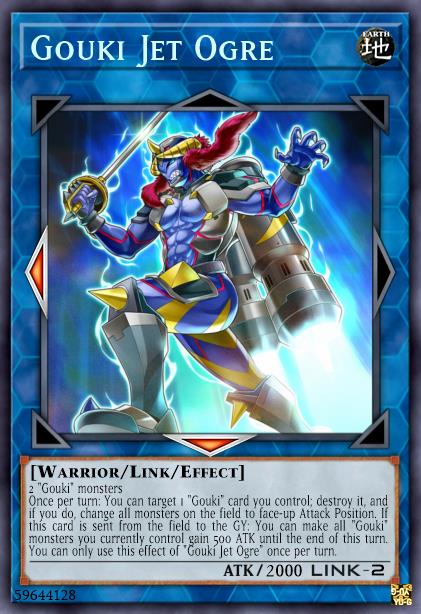 Gouki Jet Ogre
EARTH
地
[Warrior/Link/Effect]
2 "Gouki" monsters
Once per turn: You can target 1 "Gouki" card you control; destroy it, and
if you do, change all monsters on the field to face-up Attack Position. If
this card is sent from the field to the GY: You can make all "Gouki"
monsters you currently control gain 500 ATK until the end of this turn.
You can only use this effect of "Gouki Jet Ogre" once per turn.
ATK/2000 LINK-2
59644128